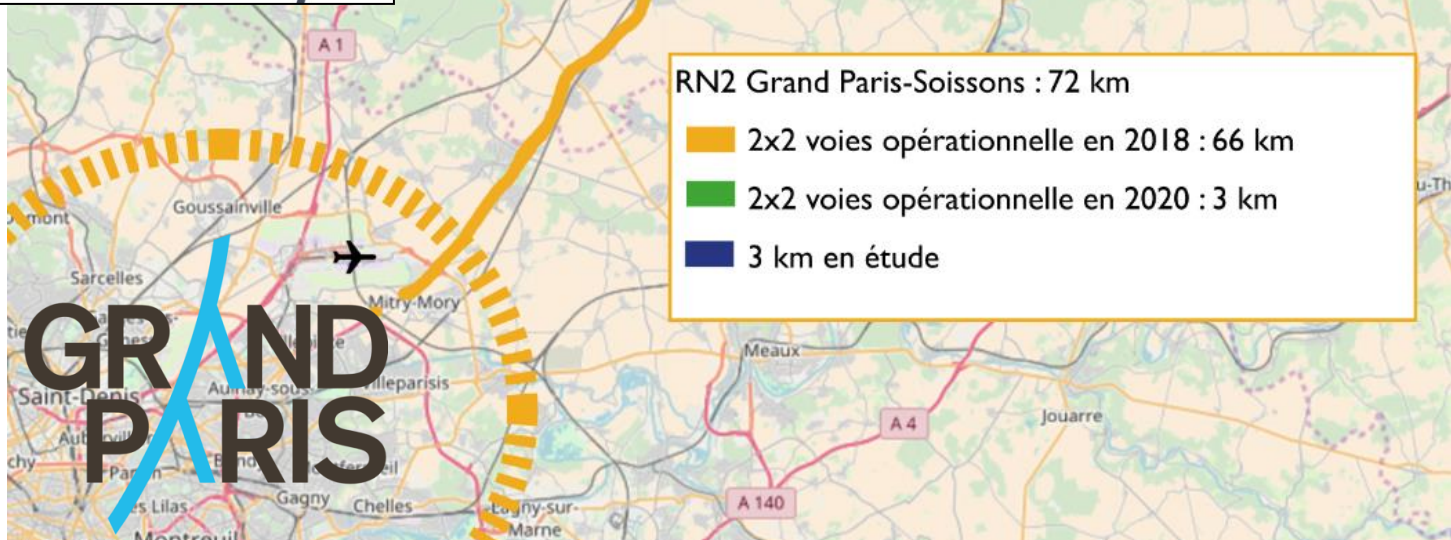 A 1
RN2 Grand Paris-Soissons : 72 km
2x2 voies opérationnelle en 2018 : 66 km
2x2 voies opérationnelle en 2020 : 3 km
3 km en étude
Goussainville
Sarcelles
Mitry-Mory
GRAND
PARIS
Saint-Denis
Meaux
Jouarre
A 4
A 140
Gagny
Chelles
Marne
Montreuil